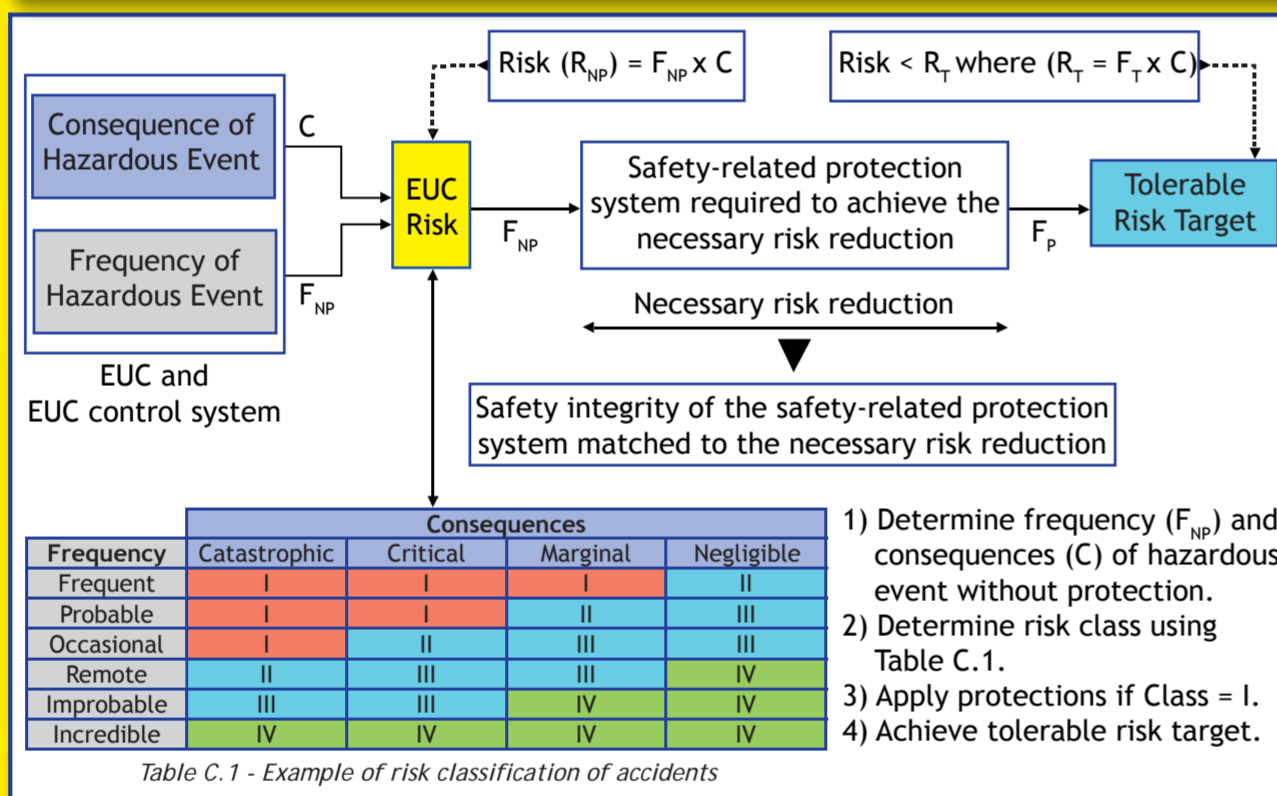 Risk (R_NP) = F_NP x C
Risk < R_T where (R_T = F_T x C)
Consequence of
Hazardous Event
C
Frequency of
Hazardous Event
F_NP
EUC and
EUC control system
EUC
Risk
F_NP
Safety-related protection
system required to achieve the
necessary risk reduction
F_P
Tolerable
Risk Target
Necessary risk reduction
Safety integrity of the safety-related protection
system matched to the necessary risk reduction
Consequences
Frequency Catastrophic Critical Marginal Negligible
Frequent I I I II
Probable I I II III
Occasional I II III III
Remote II III III IV
Improbable III III IV IV
Incredible IV IV IV IV
Table C.1 - Example of risk classification of accidents
1) Determine frequency (F_NP) and
consequences (C) of hazardous
event without protection.
2) Determine risk class using
Table C.1.
3) Apply protections if Class = I.
4) Achieve tolerable risk target.